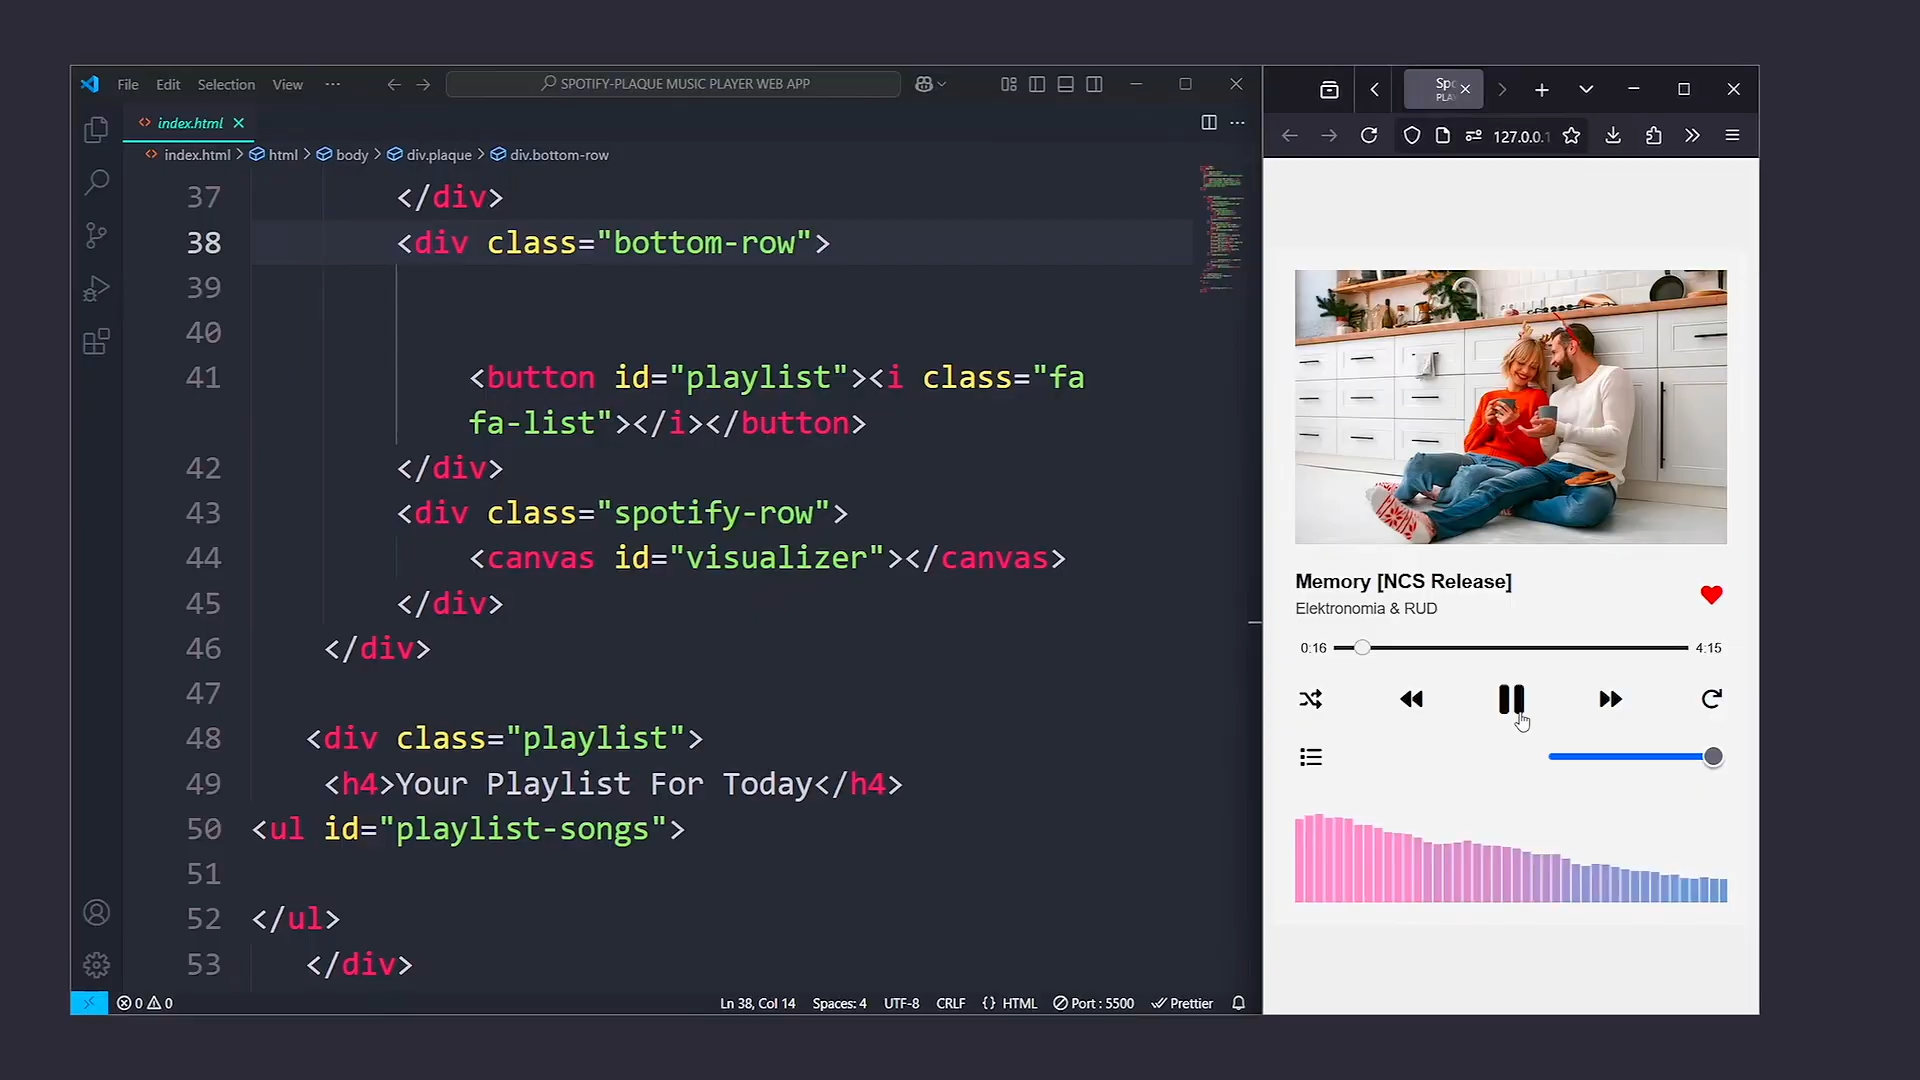 File Edit Selection View ··· SPOTIFY-PLAQUE MUSIC PLAYER WEB APP
index.html
index.html > html > body > div.plaque > div.bottom-row
37 </div>
38 <div class="bottom-row">
39
40
41 <button id="playlist"><i class="fa
fa-list"></i></button>
42 </div>
43 <div class="spotify-row">
44 <canvas id="visualizer"></canvas>
45 </div>
46 </div>
47
48 <div class="playlist">
49 <h4>Your Playlist For Today</h4>
50 <ul id="playlist-songs">
51
52 </ul>
53 </div>
0 0 Ln 38, Col 14 Spaces: 4 UTF-8 CRLF {} HTML Port : 5500 Prettier
127.0.0.1
Memory [NCS Release]
Elektronomia & RUD
0:16 4:15